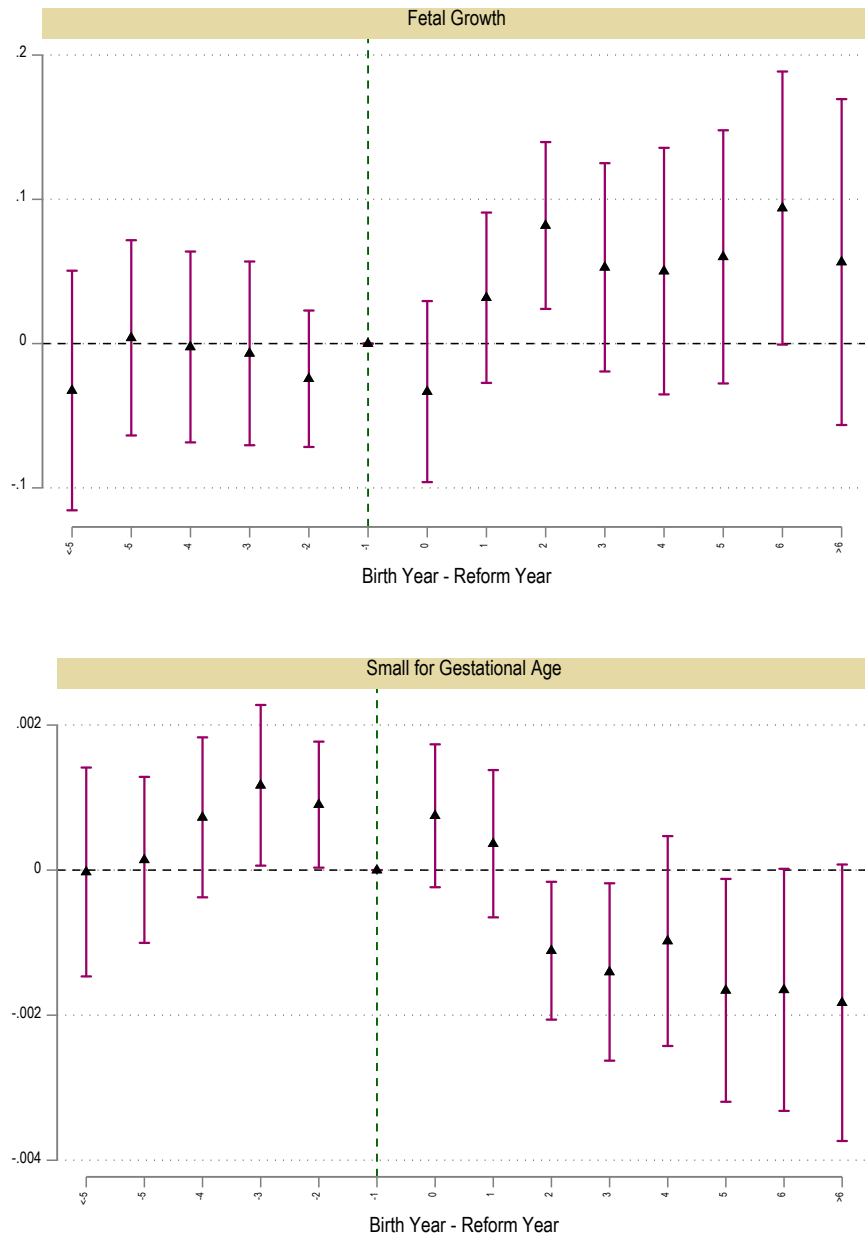 Fetal Growth
.2
.1
0
-.1
<-5 -5 -4 -3 -2 -1 0 1 2 3 4 5 6 >6
Birth Year - Reform Year
Small for Gestational Age
.002
0
-.002
-.004
<-5 -5 -4 -3 -2 -1 0 1 2 3 4 5 6 >6
Birth Year - Reform Year